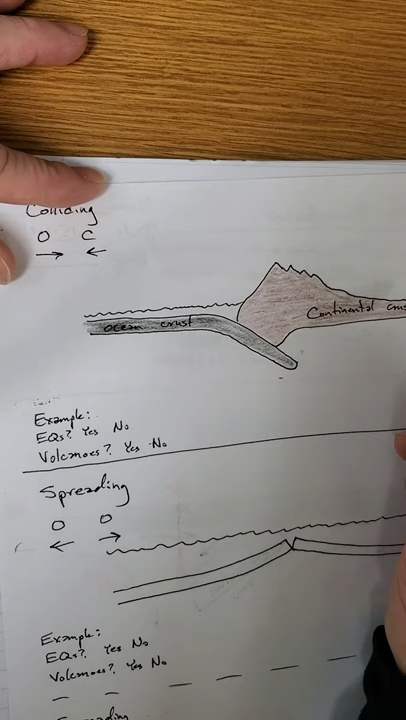 Colliding
O C
Continental
ocean crust
Example:
EQs? Yes No
Volcanoes? Yes No
Spreading
O O
Example:
EQs? Yes No
Volcanoes? Yes No